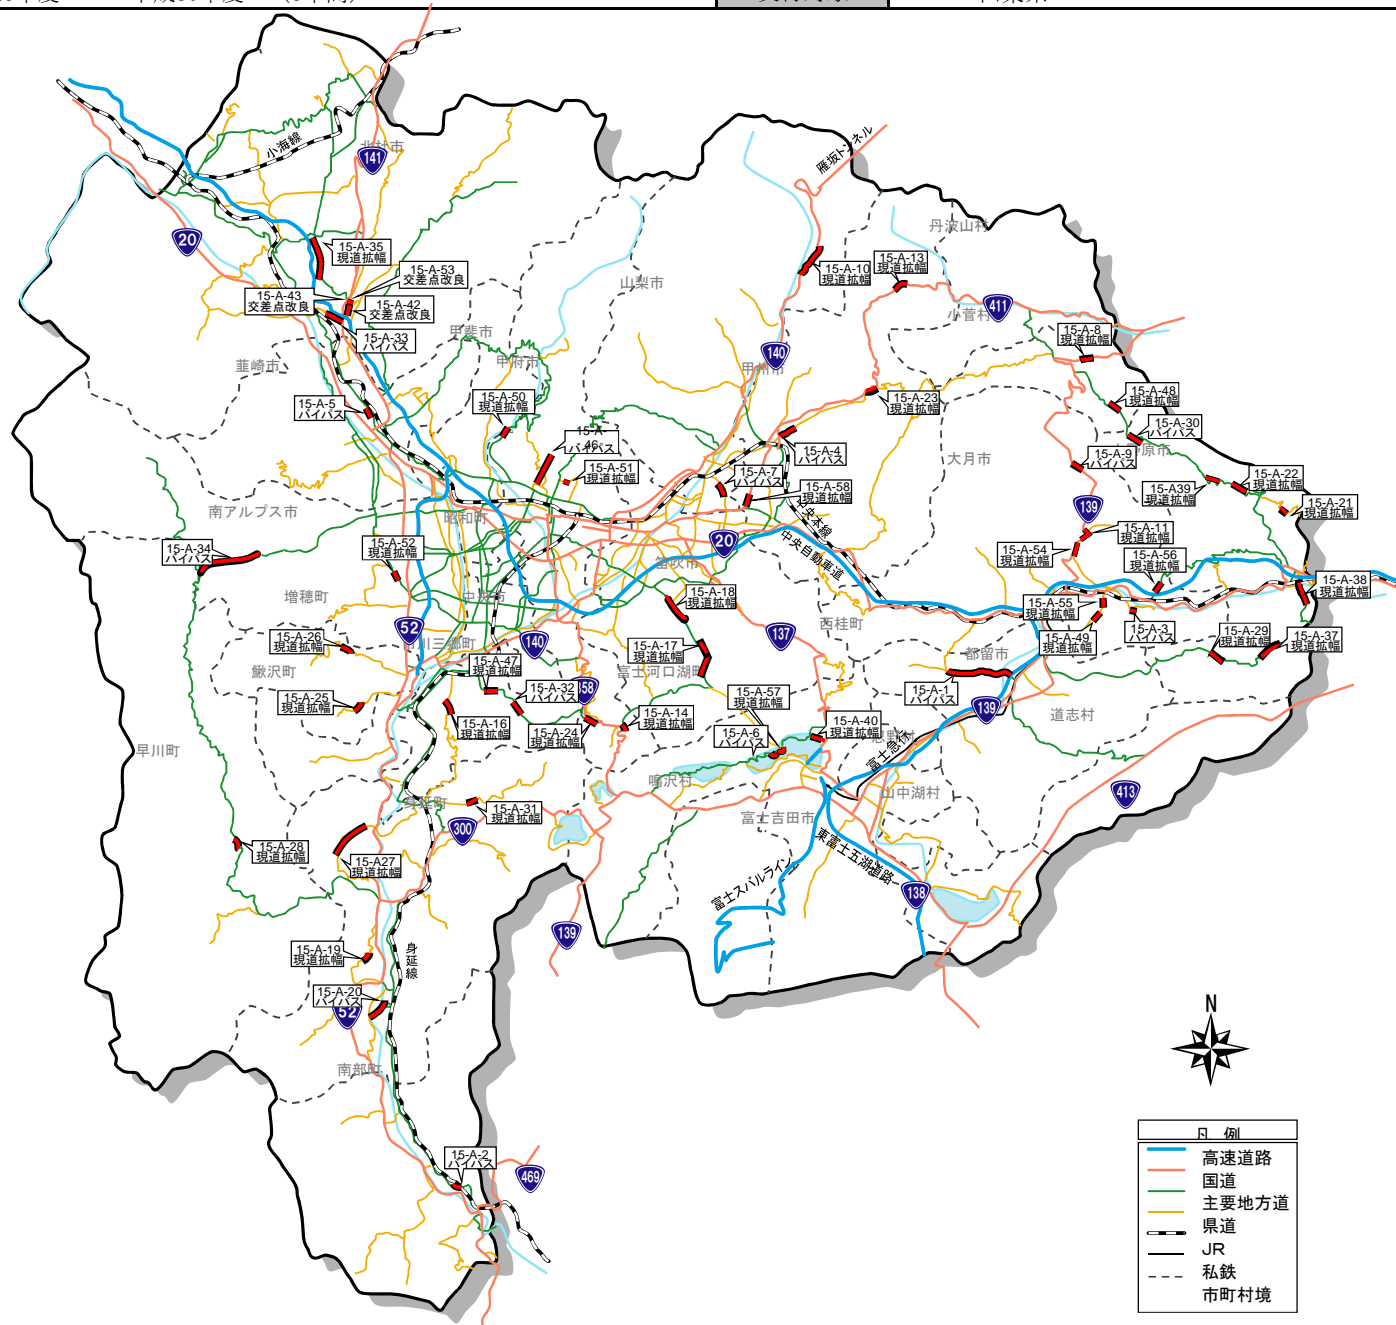 小海線
北杜市
141
雁坂トンネル
20
丹波山村
15-A-35
現道拡幅
15-A-53
交差点改良
15-A-43
交差点改良
15-A-42
交差点改良
15-A-33
バイパス
15-A-10
現道拡幅
15-A-13
現道拡幅
山梨市
411
小菅村
15-A-8
現道拡幅
甲斐市
甲府市
140
甲州市
韮崎市
15-A-5
バイパス
15-A-50
現道拡幅
15-A-23
現道拡幅
15-A-48
現道拡幅
15-A-30
バイパス
15-A-
46
バイパス
15-A-4
バイパス
15-A-51
現道拡幅
15-A-7
バイパス
15-A-58
現道拡幅
大月市
15-A-9
バイパス
15-A39
現道拡幅
15-A-22
現道拡幅
15-A-21
現道拡幅
南アルプス市
昭和町
139
中央本線
中央自動車道
20
15-A-34
バイパス
15-A-52
現道拡幅
笛吹市
15-A-11
現道拡幅
15-A-54
現道拡幅
15-A-56
現道拡幅
15-A-38
現道拡幅
増穂町
中央市
15-A-18
現道拡幅
15-A-55
現道拡幅
15-A-3
バイパス
15-A-49
現道拡幅
西桂町
52
15-A-26
現道拡幅
市川三郷町
140
15-A-17
現道拡幅
137
都留市
15-A-29
現道拡幅
15-A-37
現道拡幅
鰍沢町
15-A-47
現道拡幅
富士河口湖町
15-A-25
現道拡幅
15-A-32
バイパス
358
15-A-57
現道拡幅
15-A-1
バイパス
139
道志村
15-A-16
現道拡幅
15-A-24
現道拡幅
15-A-14
現道拡幅
15-A-6
バイパス
15-A-40
現道拡幅
早川町
富士急行
鳴沢村
山中湖村
413
身延町
15-A-31
現道拡幅
300
富士吉田市
15-A-28
現道拡幅
15-A27
現道拡幅
東富士五湖道路
富士スバルライン
138
139
15-A-19
現道拡幅
身延線
15-A-20
バイパス
52
南部町
N
15-A-2
バイパス
469
凡 例
高速道路
国道
主要地方道
県道
JR
私鉄
市町村境